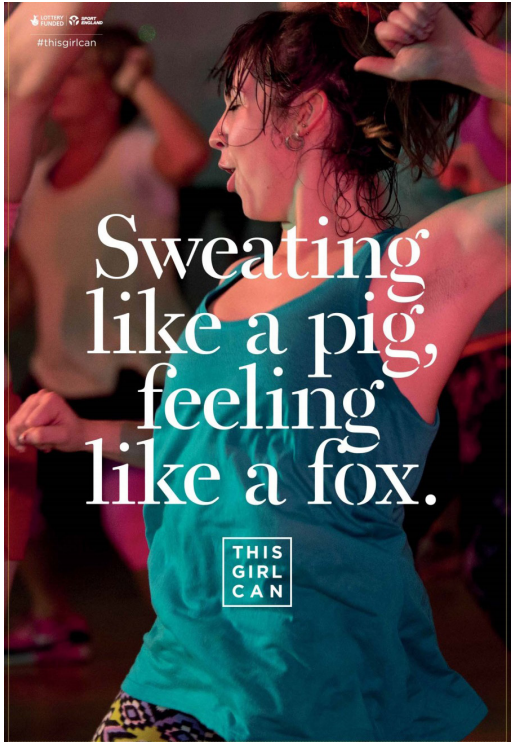 LOTTERY
FUNDED
SPORT
ENGLAND
#thisgirlcan
Sweating
like a pig,
feeling
like a fox.
THIS
GIRL
CAN